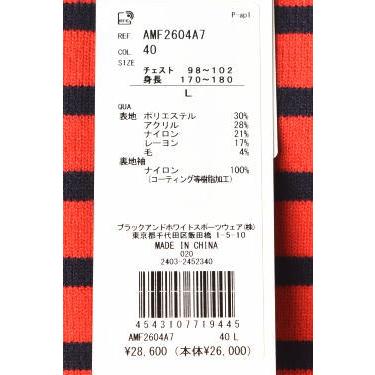 P-apl
REF. AMF2604A7
COL 40
SIZE
チェスト 98~102
身長 170~180
L
QUA
表地 ポリエステル 30%
アクリル 28%
ナイロン 21%
レーヨン 17%
毛 4%
裏地袖
ナイロン 100%
(コーティング等樹脂加工)
ブラックアンドホワイトスポーツウェア(株)
東京都千代田区飯田橋 1-5-10
MADE IN CHINA
020
2403-2452340
4543107719445
AMF2604A7 40 L
¥28,600 (本体¥26,000)